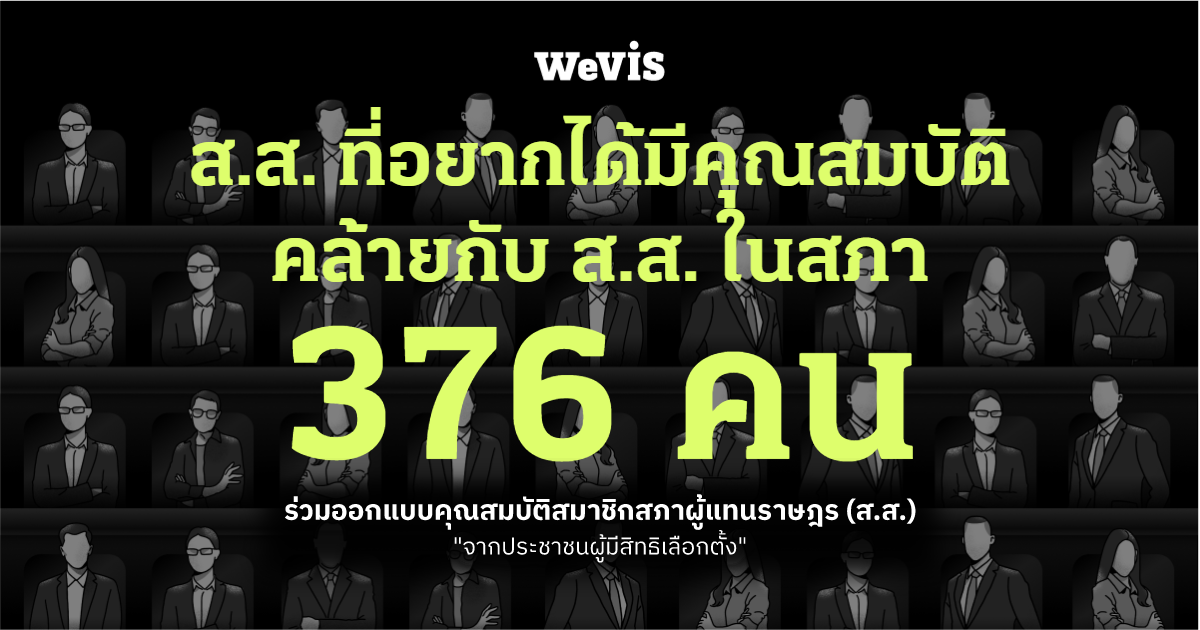 WeVIS
ส.ส. ที่อยากได้มีคุณสมบัติ
คล้ายกับ ส.ส. ในสภา
376 คน
ร่วมออกแบบคุณสมบัติสมาชิกสภาผู้แทนราษฎร (ส.ส.)
"จากประชาชนผู้มีสิทธิเลือกตั้ง"